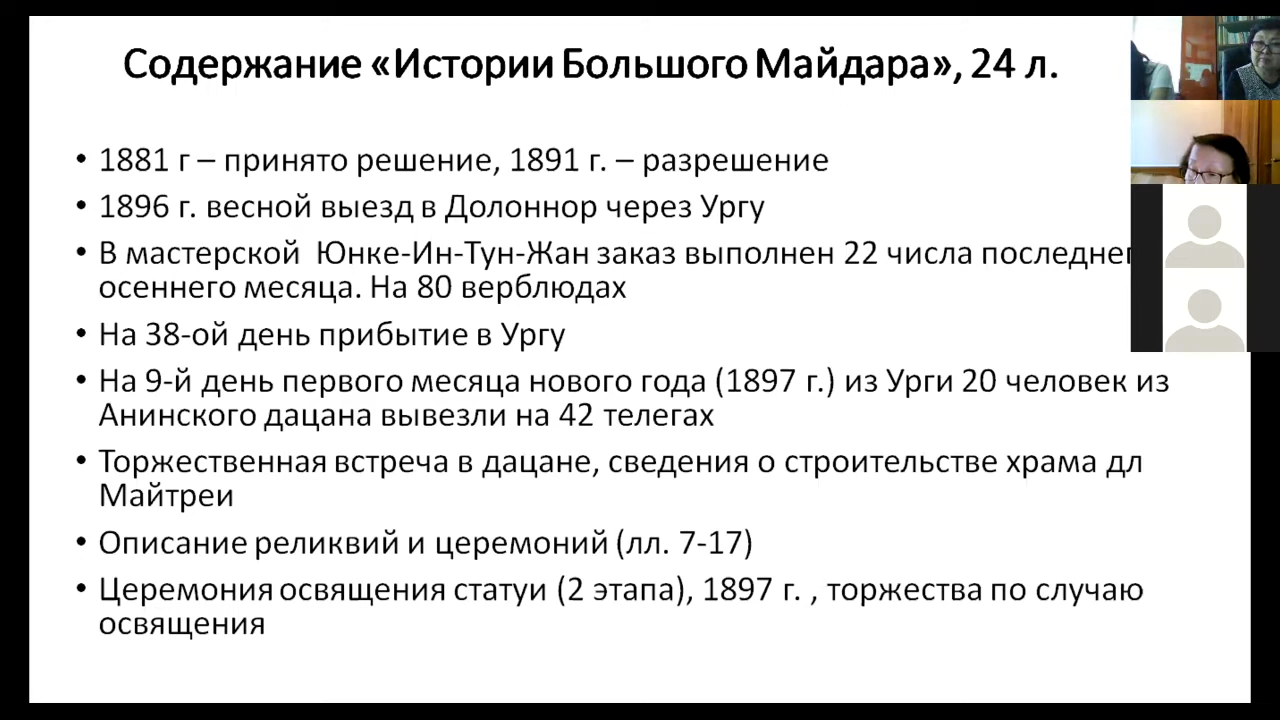 Содержание «Истории Большого Майдара», 24 л.
• 1881 г – принято решение, 1891 г. – разрешение
• 1896 г. весной выезд в Долоннор через Ургу
• В мастерской Юнке-Ин-Тун-Жан заказ выполнен 22 числа
осеннего месяца. На 80 верблюдах
• На 38-ой день прибытие в Ургу
• На 9-й день первого месяца нового года (1897 г.) из Урги 20 человек из
Анинского дацана вывезли на 42 телегах
• Торжественная встреча в дацане, сведения о строительстве храма дл
Майтреи
• Описание реликвий и церемоний (лл. 7-17)
• Церемония освящения статуи (2 этапа), 1897 г. , торжества по случаю
освящения